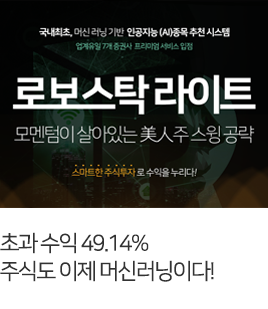 국내최초, 머신 러닝 기반 인공지능 (AI)종목 추천 시스템
업계유일 7개 증권사 프리미엄 서비스 입점
로보스탁 라이트
모멘텀이 살아있는 美人주 스윙 공략
스마트한 주식투자 로 수익을 누리다!
초과 수익 49.14%
주식도 이제 머신러닝이다!